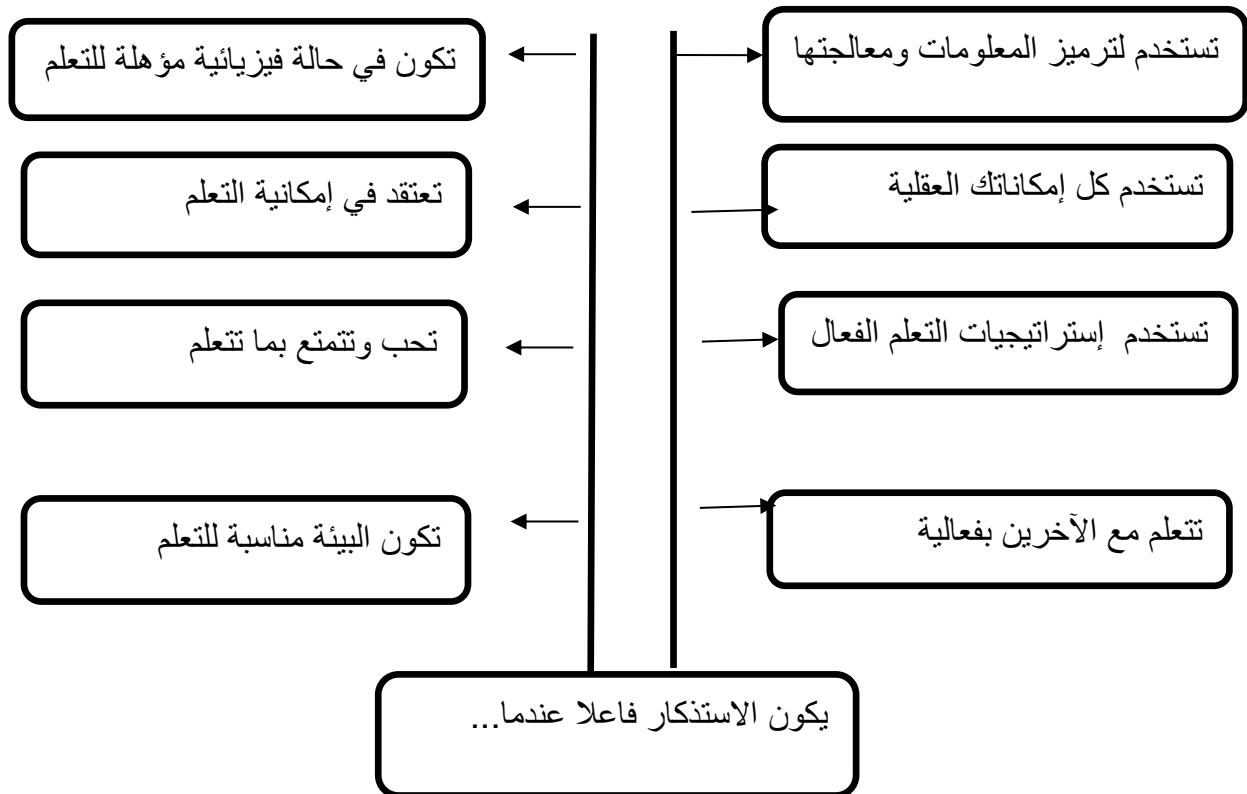 تستخدم لترميز المعلومات ومعالجتها
تكون في حالة فيزيائية مؤهلة للتعلم
تستخدم كل إمكاناتك العقلية
تعتقد في إمكانية التعلم
تستخدم إستراتيجيات التعلم الفعال
تحب وتتمتع بما تتعلم
تتعلم مع الآخرين بفعالية
تكون البيئة مناسبة للتعلم
يكون الاستذكار فاعلا عندما...